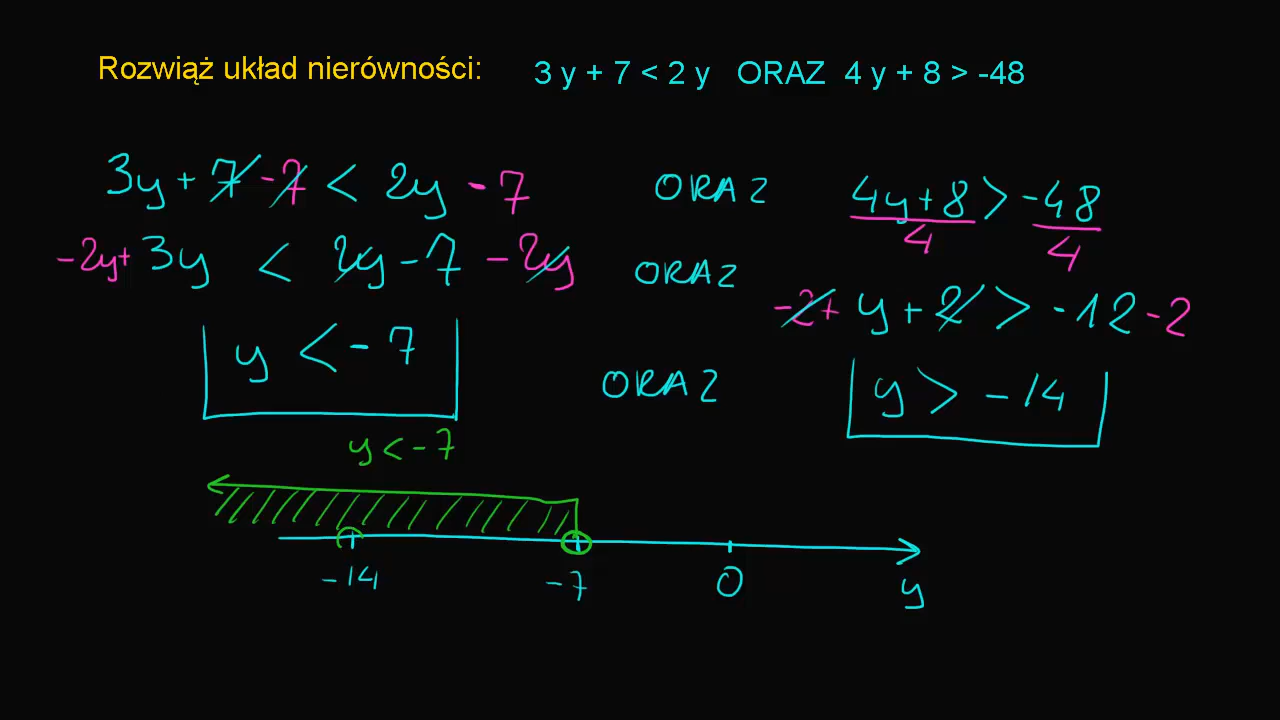 Rozwiąż układ nierówności: 3 y + 7 < 2 y ORAZ 4 y + 8 > -48
3y + 7 - 7 < 2y - 7 ORAZ 4y+8 > -48
4 4
-2y+ 3y < 2y - 7 - 2y ORAZ
-2+ y + 2 > -12 - 2
y < - 7 ORAZ y > - 14
y < - 7
-14 -7 0 y